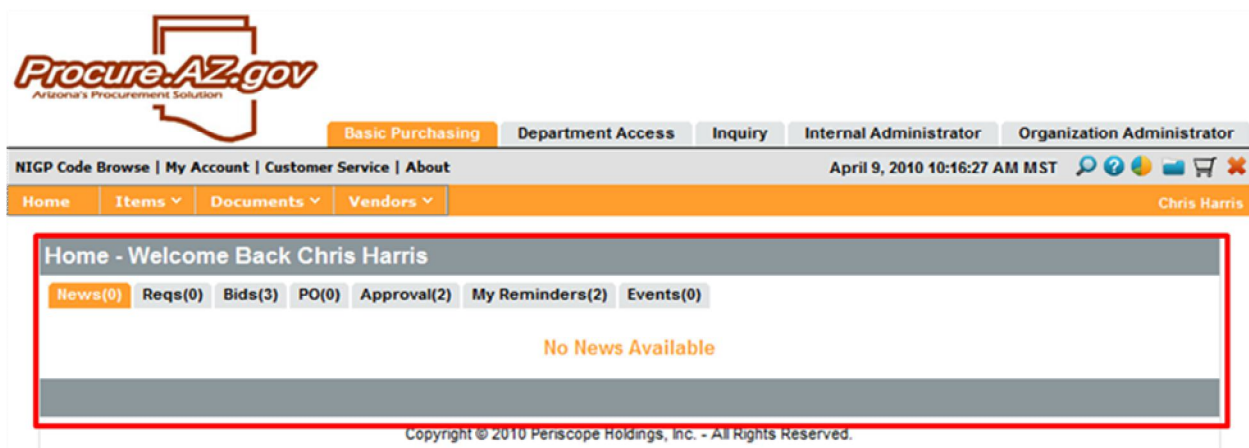 Procure.AZ.gov
Arizona's Procurement Solution
Basic Purchasing Department Access Inquiry Internal Administrator Organization Administrator
NIGP Code Browse | My Account | Customer Service | About April 9, 2010 10:16:27 AM MST
Home Items Documents Vendors Chris Harris
Home - Welcome Back Chris Harris
News(0) Reqs(0) Bids(3) PO(0) Approval(2) My Reminders(2) Events(0)
No News Available
Copyright © 2010 Periscope Holdings, Inc. - All Rights Reserved.